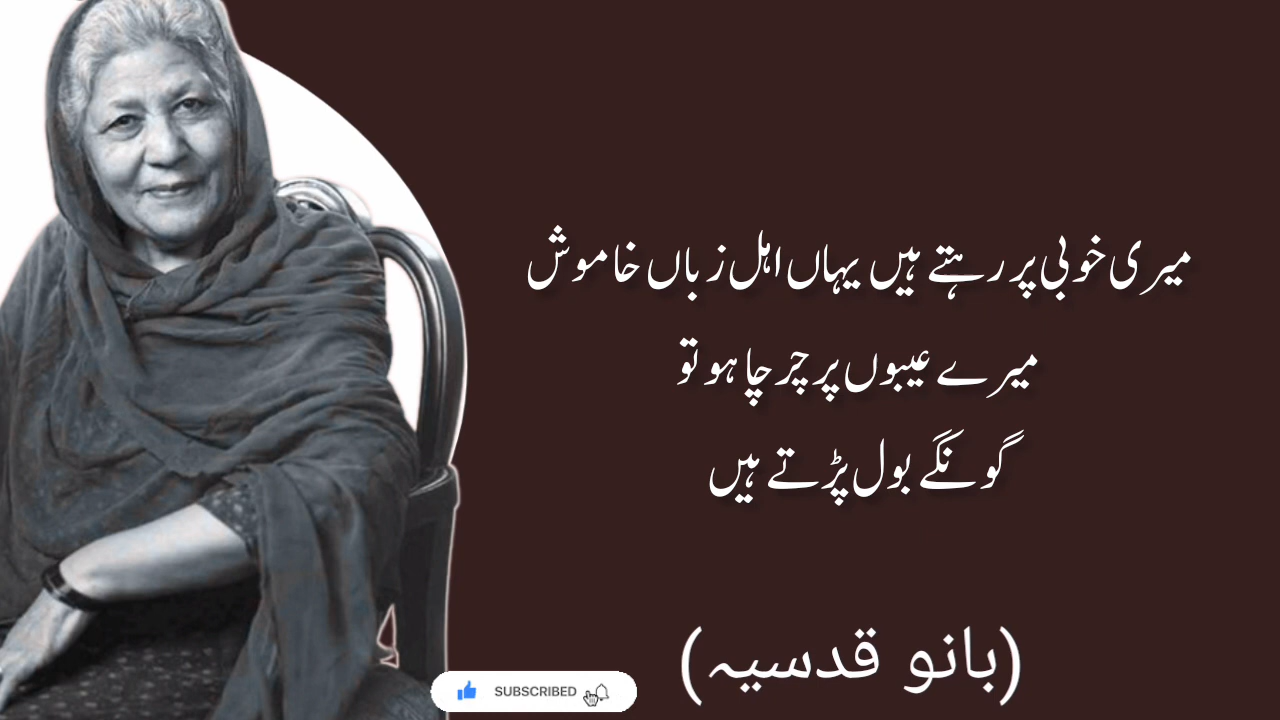 میری خوبی پر رہتے ہیں یہاں اہل زباں خاموش
میرے عیبوں پر چرچا ہو تو
گونگے بول پڑتے ہیں
(بانو قدسیہ)
SUBSCRIBED